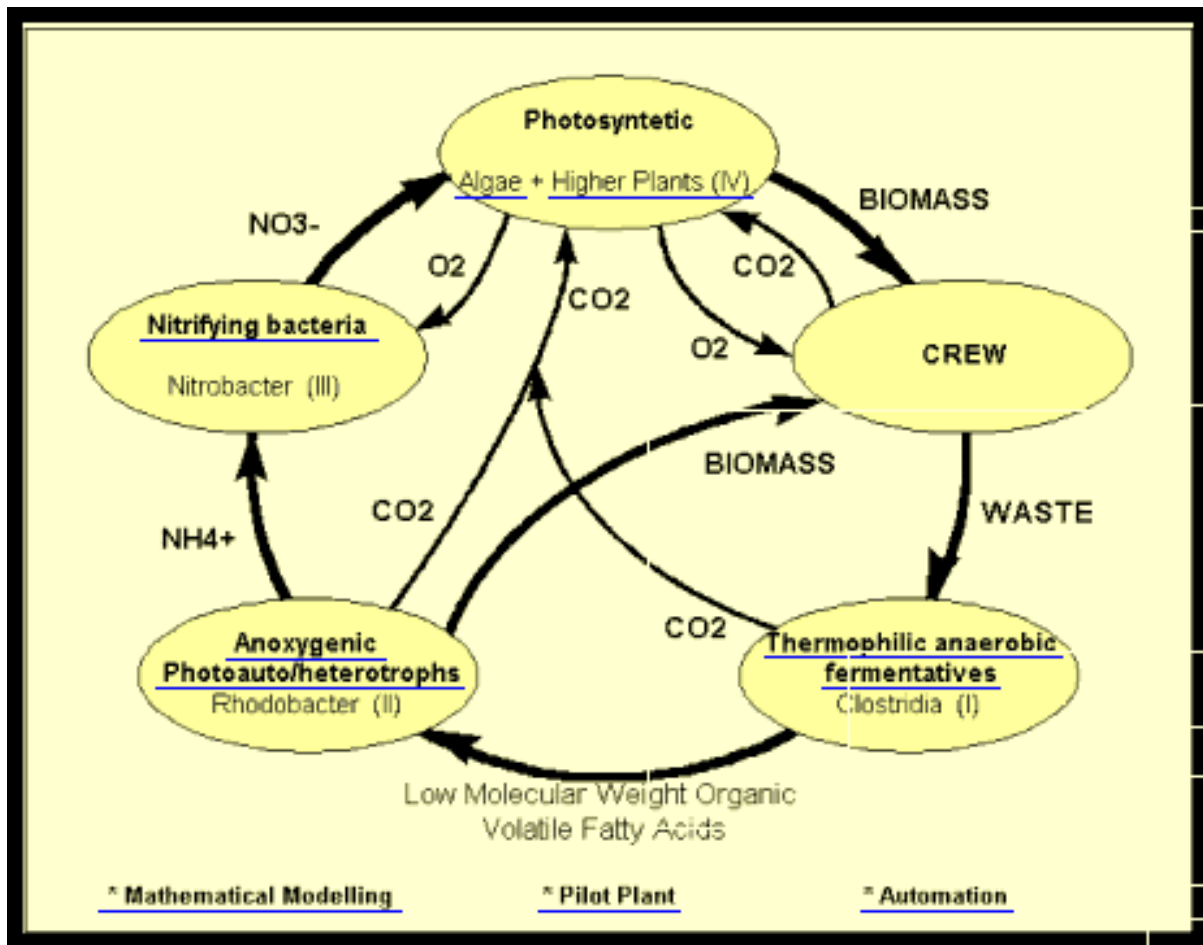 Photosyntetic
Algae + Higher Plants (IV)
BIOMASS
NO3-
O2
CO2
CO2
O2
Nitrifying bacteria
Nitrobacter (III)
CREW
BIOMASS
CO2
WASTE
NH4+
CO2
Anoxygenic
Photoauto/heterotrophs
Rhodobacter (II)
Thermophilic anaerobic
fermentatives
Clostridia (I)
Low Molecular Weight Organic
Volatile Fatty Acids
* Mathematical Modelling
* Pilot Plant
* Automation